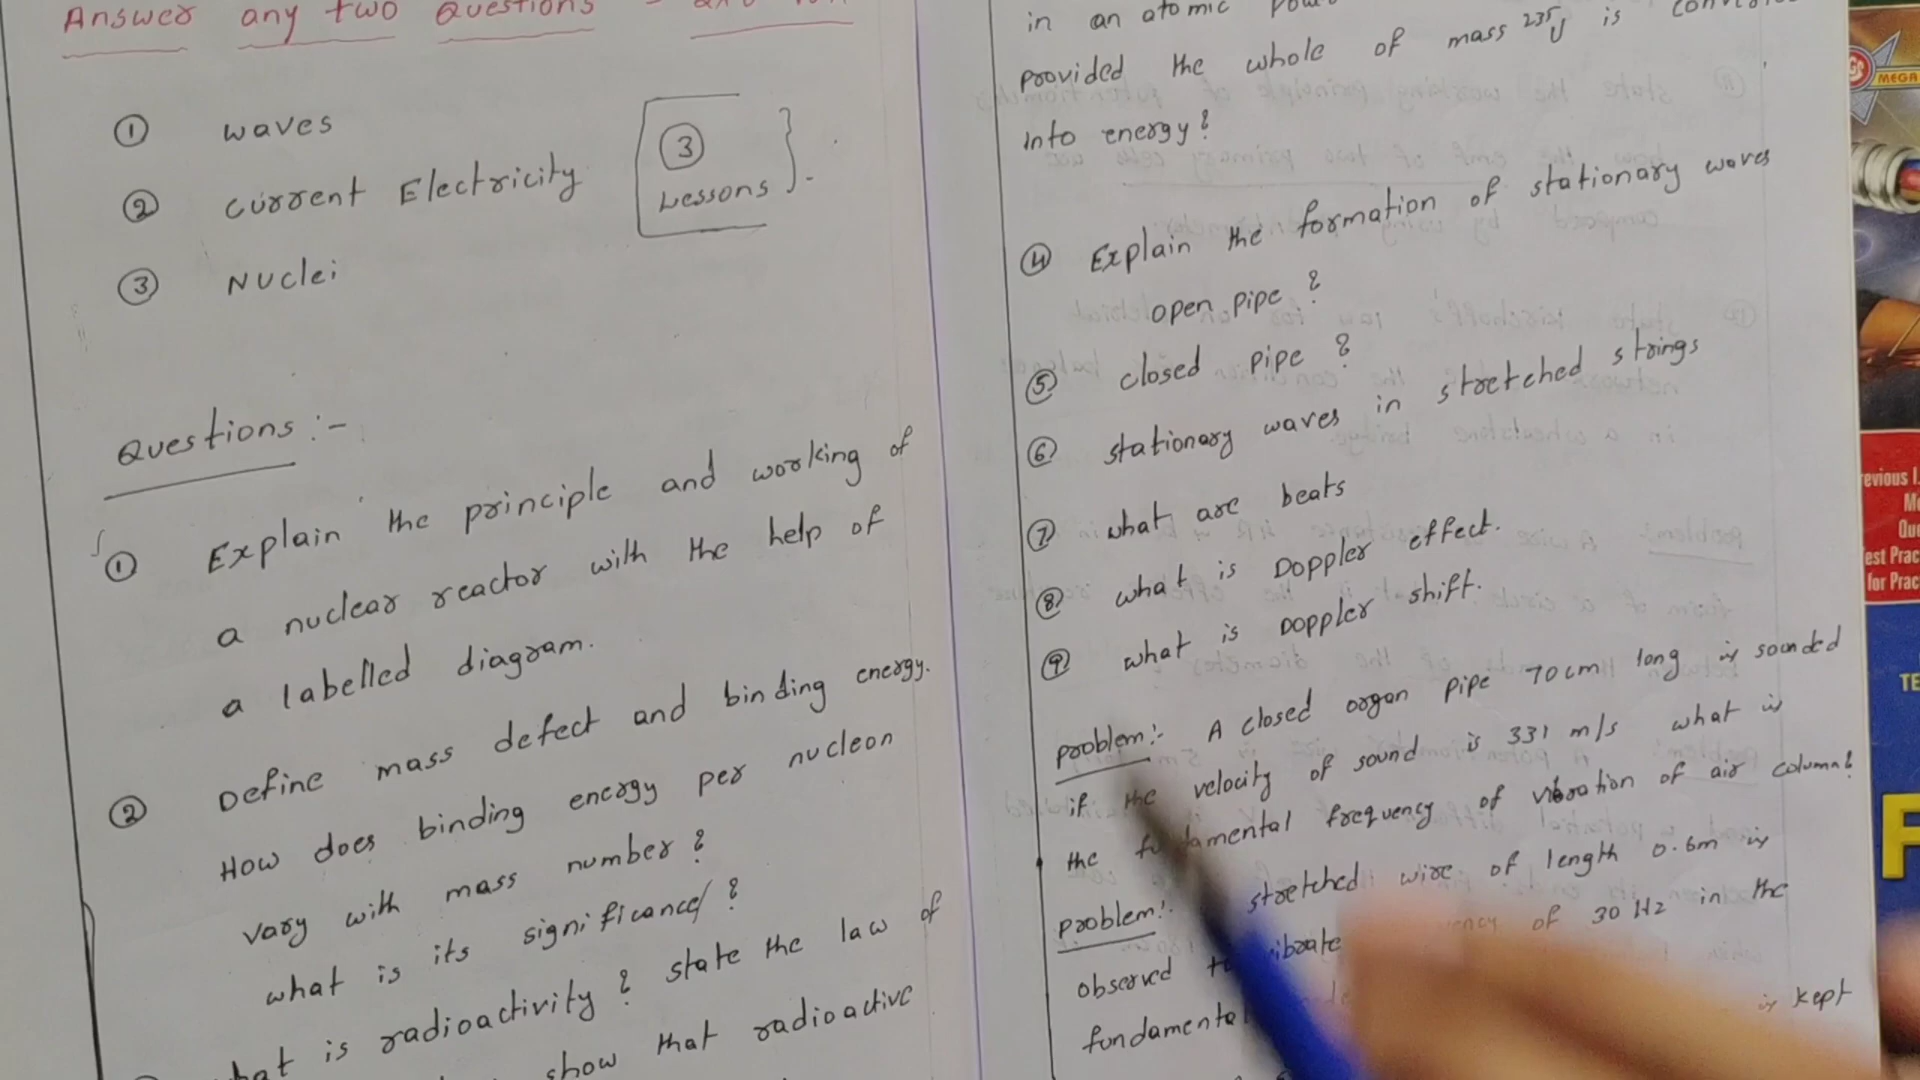 Answer any two Questions
① waves
② current Electricity
③ Nuclei
③
Lessons
Questions :-
① Explain the principle and working of
a nuclear reactor with the help of
a labelled diagram.
② Define mass defect and binding energy.
How does binding energy per nucleon
vary with mass number?
what is its significance?
is radioactivity? state the law of
show that radioactive
in an atomic
provided the whole of mass 235U is
into energy?
④ Explain the formation of stationary waves
open pipe?
⑤ closed pipe?
⑥ stationary waves in stretched strings
⑦ what are beats
⑧ what is Doppler effect.
⑨ what is Doppler shift.
problem:- A closed organ pipe 70cm long is sounded
if the velocity of sound is 331 m/s what is
the fundamental frequency of vibration of air column?
problem:- stretched wire of length 0.6m is
observed of 30 Hz in the
fundamental is kept
MEGA
TE
for Prac